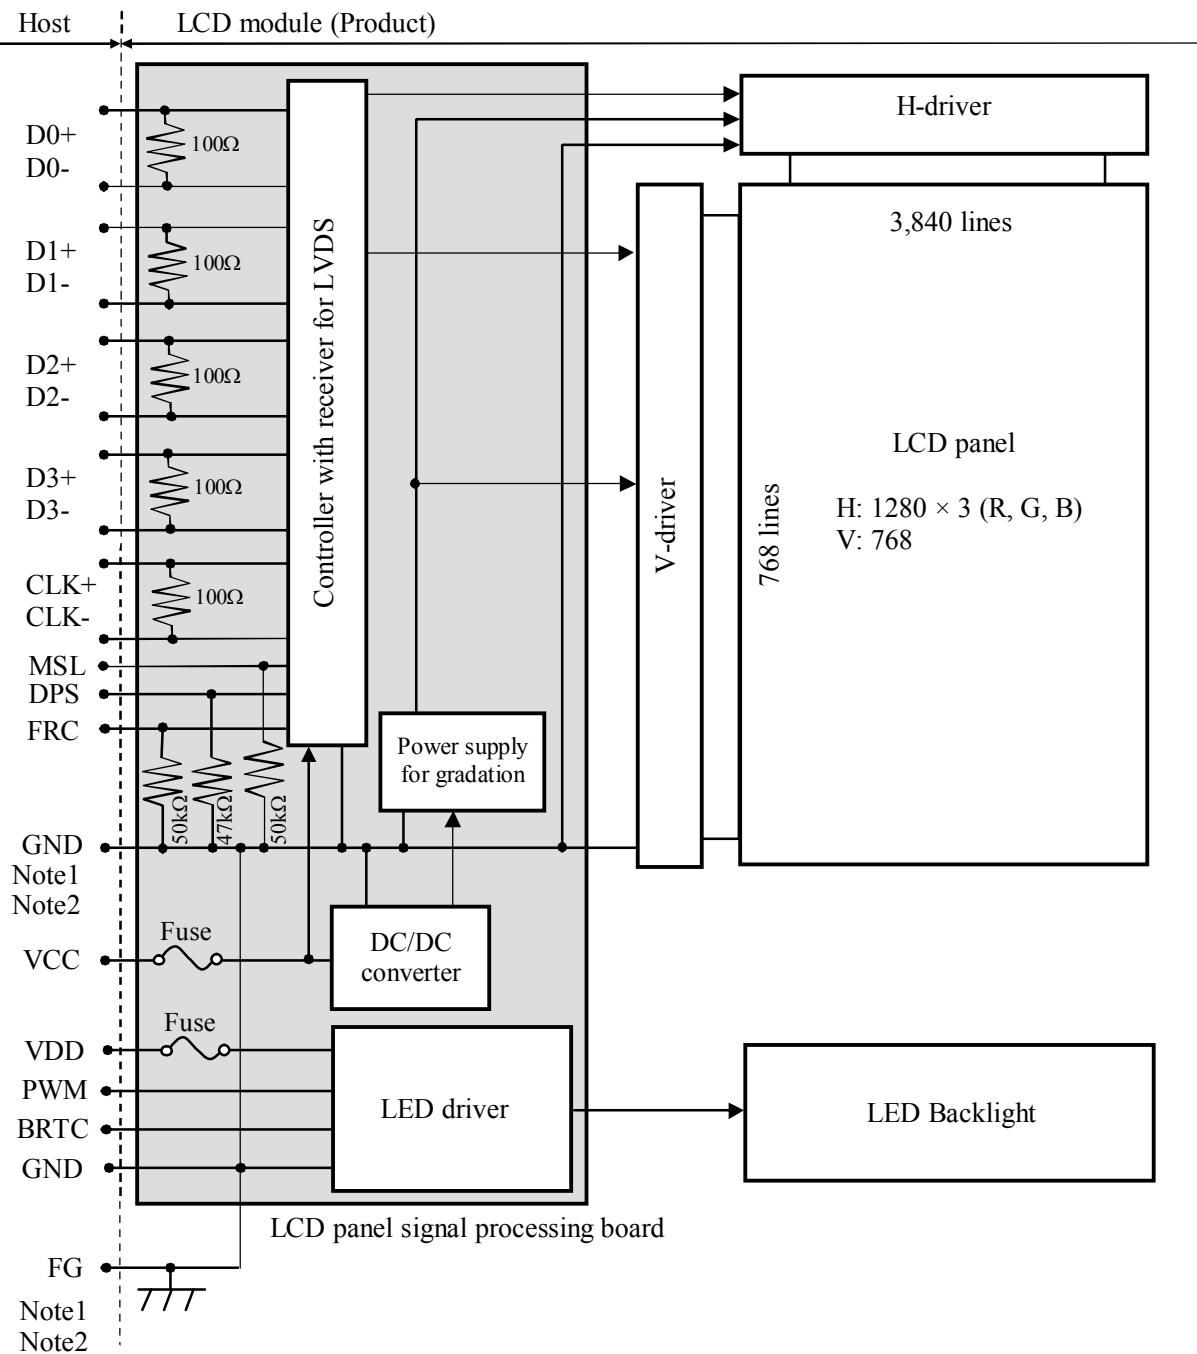 Host
LCD module (Product)
D0+
D0-
100Ω
D1+
D1-
100Ω
D2+
D2-
100Ω
D3+
D3-
100Ω
CLK+
CLK-
100Ω
MSL
DPS
FRC
50kΩ
47kΩ
50kΩ
GND
Note1
Note2
VCC
Fuse
VDD
Fuse
PWM
BRTC
GND
FG
Note1
Note2
Controller with receiver for LVDS
Power supply
for gradation
DC/DC
converter
LED driver
LCD panel signal processing board
H-driver
V-driver
3,840 lines
768 lines
LCD panel
H: 1280 × 3 (R, G, B)
V: 768
LED Backlight